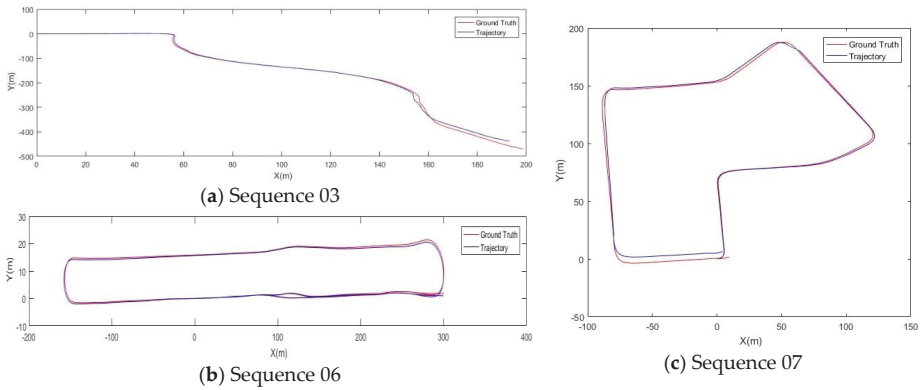 100
0
-100
-200
-300
-400
-500
Y(m)
0 20 40 60 80 100 120 140 160 180 200
X(m)
Ground Truth
Trajectory
(a) Sequence 03
30
20
10
0
-10
Y(m)
-200 -100 0 100 200 300 400
X(m)
Ground Truth
Trajectory
(b) Sequence 06
200
150
100
50
0
-50
Y(m)
-100 -50 0 50 100 150
X(m)
Ground Truth
Trajectory
(c) Sequence 07